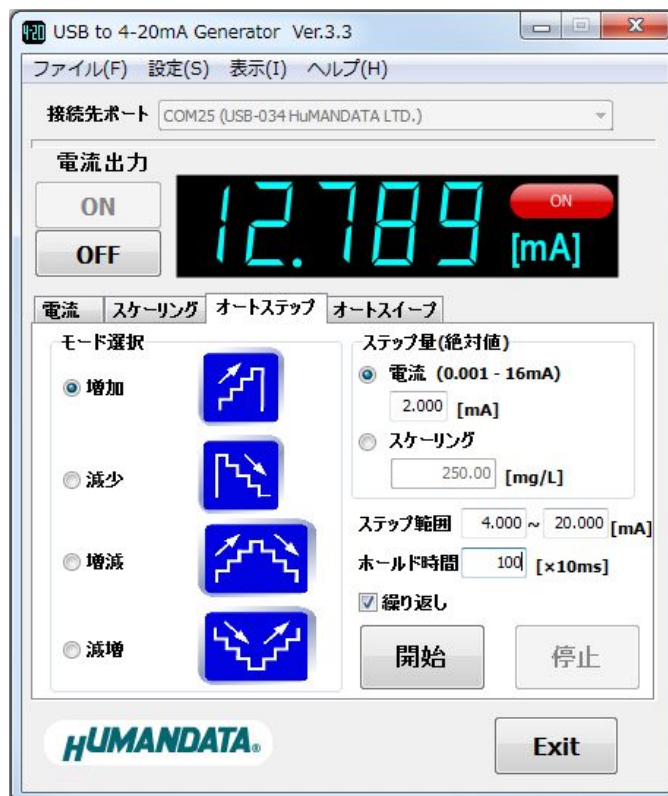 4-20 USB to 4-20mA Generator Ver.3.3
ファイル(F) 設定(S) 表示(I) ヘルプ(H)
接続先ポート COM25 (USB-034 HuMANDATA LTD.)
電流出力
ON
OFF
12.789 ON
[mA]
電流 スケーリング オートステップ オートスイープ
モード選択
増加
減少
増減
減増
ステップ量(絶対値)
電流 (0.001 - 16mA)
2.000 [mA]
スケーリング
250.00 [mg/L]
ステップ範囲 4.000 ~ 20.000 [mA]
ホールド時間 100 [×10ms]
繰り返し
開始 停止
HUMANDATA® Exit